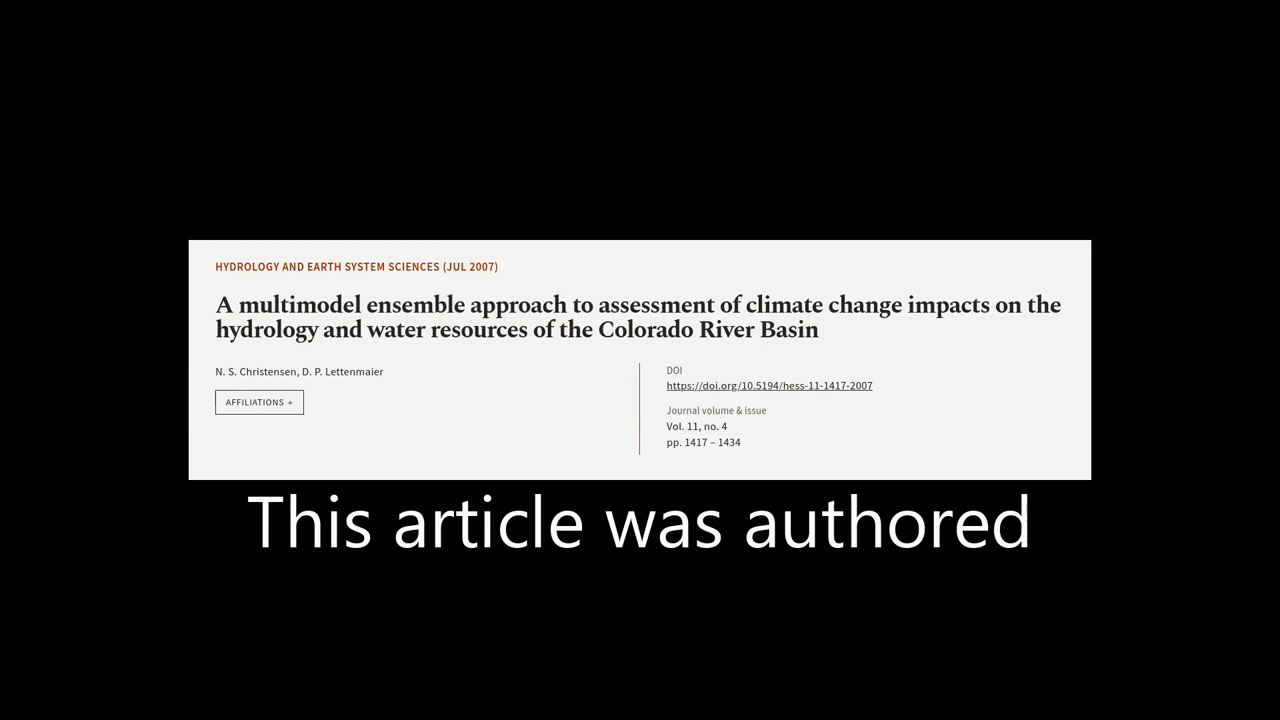 HYDROLOGY AND EARTH SYSTEM SCIENCES (JUL 2007)
A multimodel ensemble approach to assessment of climate change impacts on the
hydrology and water resources of the Colorado River Basin
N. S. Christensen, D. P. Lettenmaier
AFFILIATIONS +
DOI
https://doi.org/10.5194/hess-11-1417-2007
Journal volume & issue
Vol. 11, no. 4
pp. 1417 – 1434
This article was authored